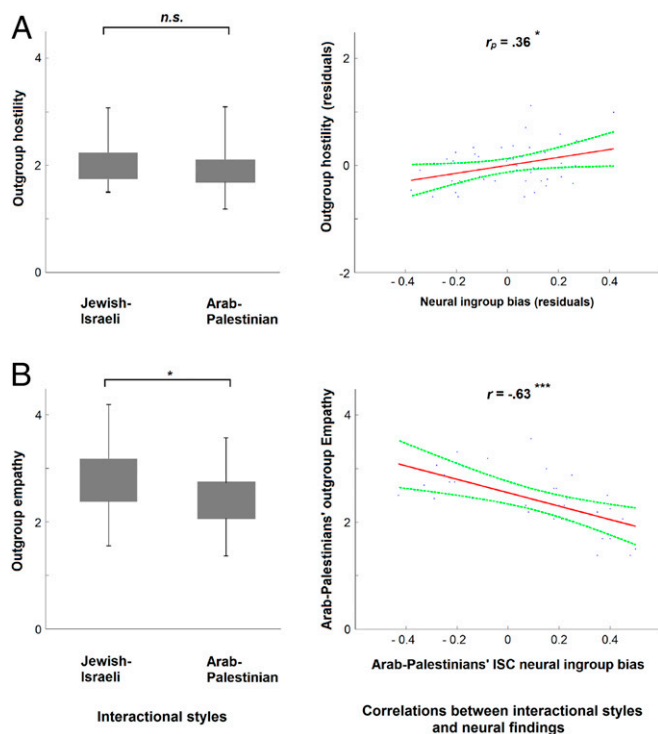 A
n.s.
Outgroup hostility
4
2
0
Jewish-
Israeli
Arab-
Palestinian
rp = .36 *
Outgroup hostility (residuals)
2
0
-2
- 0.4
- 0.2
0
0.2
0.4
Neural ingroup bias (residuals)
B
*
Outgroup empathy
4
2
0
Jewish-
Israeli
Arab-
Palestinian
Interactional styles
r = -.63 ***
Arab-Palestinians' outgroup Empathy
4
2
0
- 0.4
- 0.2
0
0.2
0.4
Arab-Palestinians' ISC neural ingroup bias
Correlations between interactional styles
and neural findings